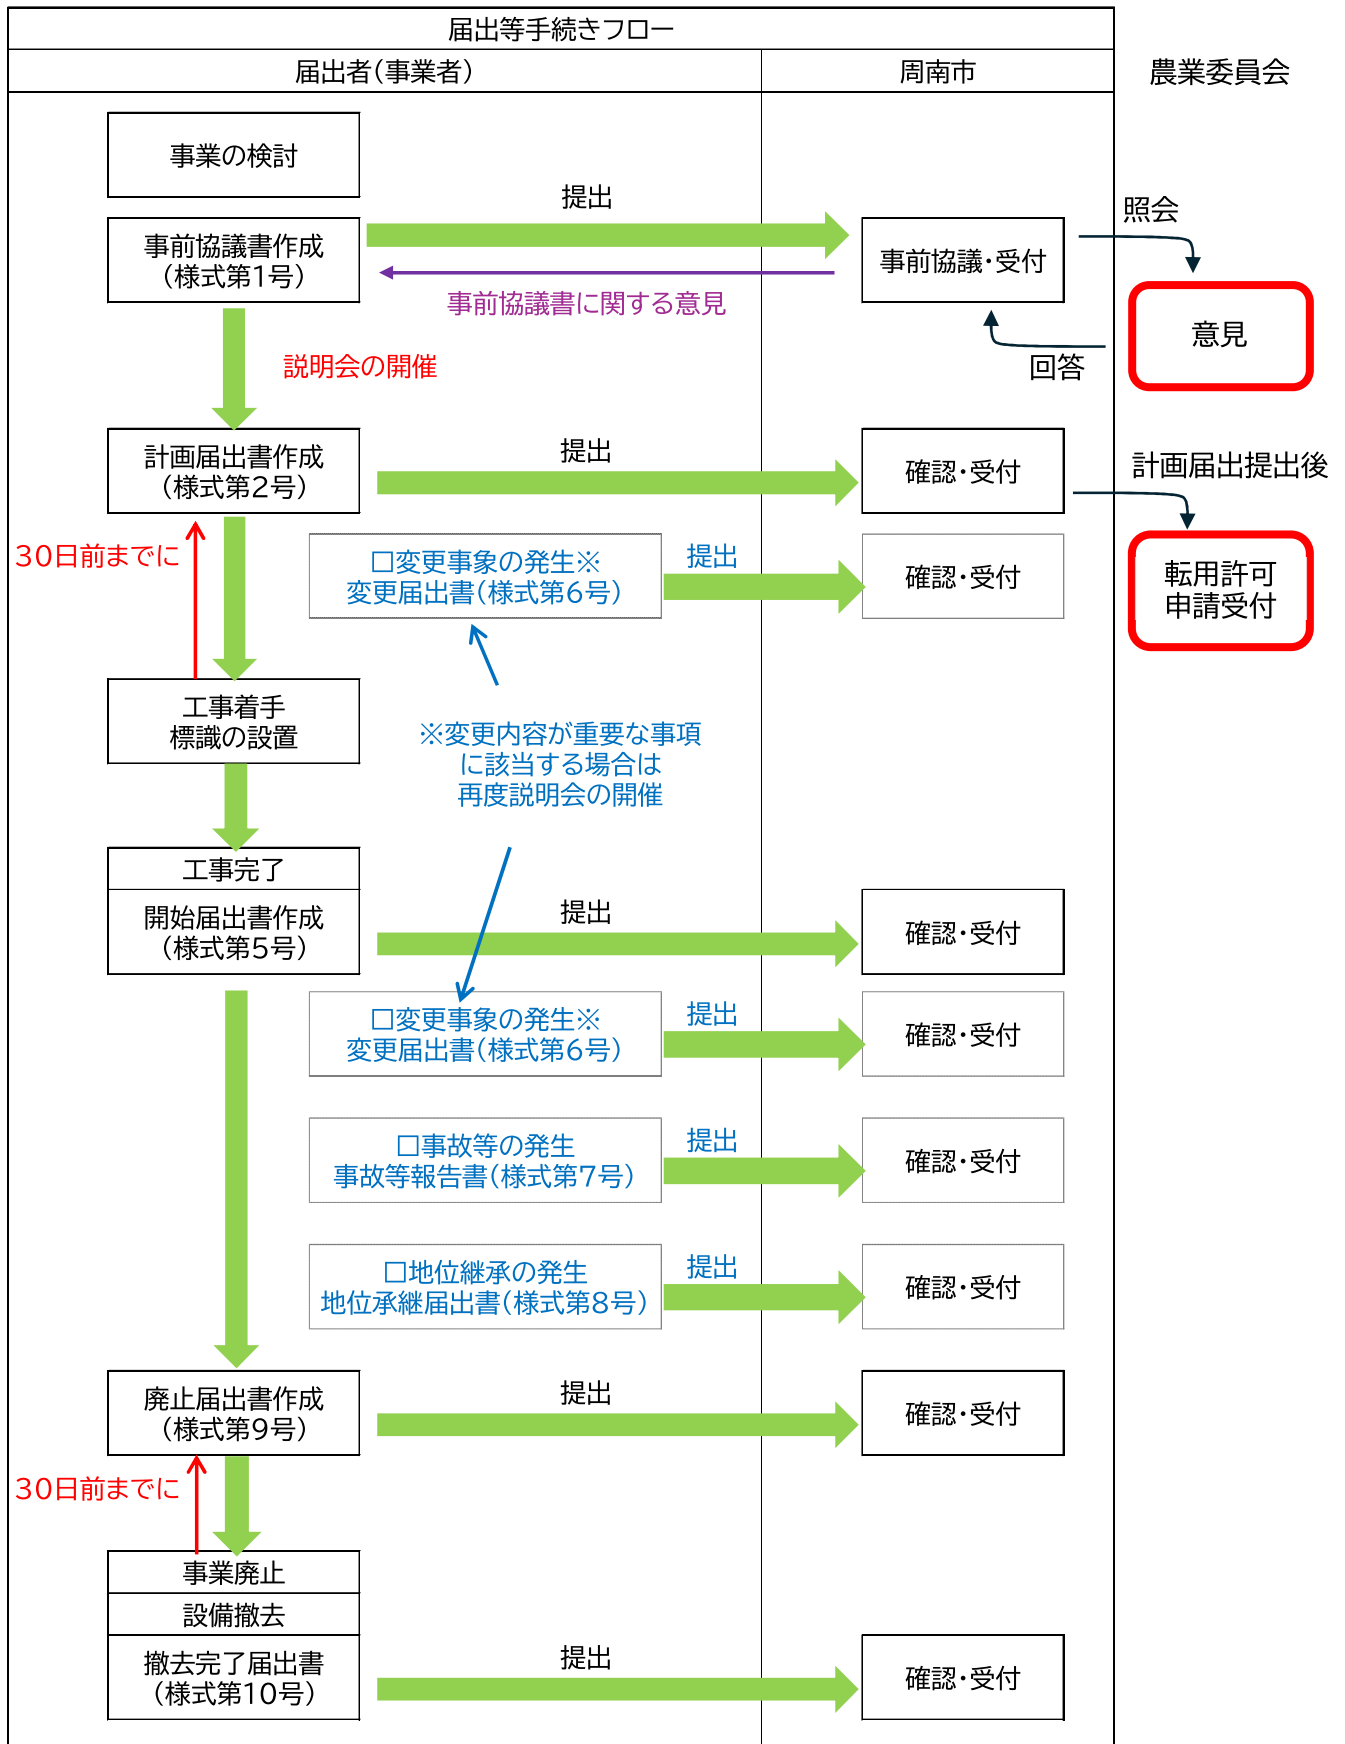 届出等手続きフロー
届出者（事業者）
周南市
農業委員会
事業の検討
提出
照会
事前協議書作成
（様式第1号）
事前協議・受付
事前協議書に関する意見
意見
説明会の開催
回答
計画届出書作成
（様式第2号）
提出
確認・受付
計画届出提出後
30日前までに
□変更事象の発生※
変更届出書（様式第6号）
提出
確認・受付
転用許可
申請受付
工事着手
標識の設置
※変更内容が重要な事項
に該当する場合は
再度説明会の開催
工事完了
開始届出書作成
（様式第5号）
提出
確認・受付
□変更事象の発生※
変更届出書（様式第6号）
提出
確認・受付
□事故等の発生
事故等報告書（様式第7号）
提出
確認・受付
□地位継承の発生
地位承継届出書（様式第8号）
提出
確認・受付
廃止届出書作成
（様式第9号）
提出
確認・受付
30日前までに
事業廃止
設備撤去
撤去完了届出書
（様式第10号）
提出
確認・受付